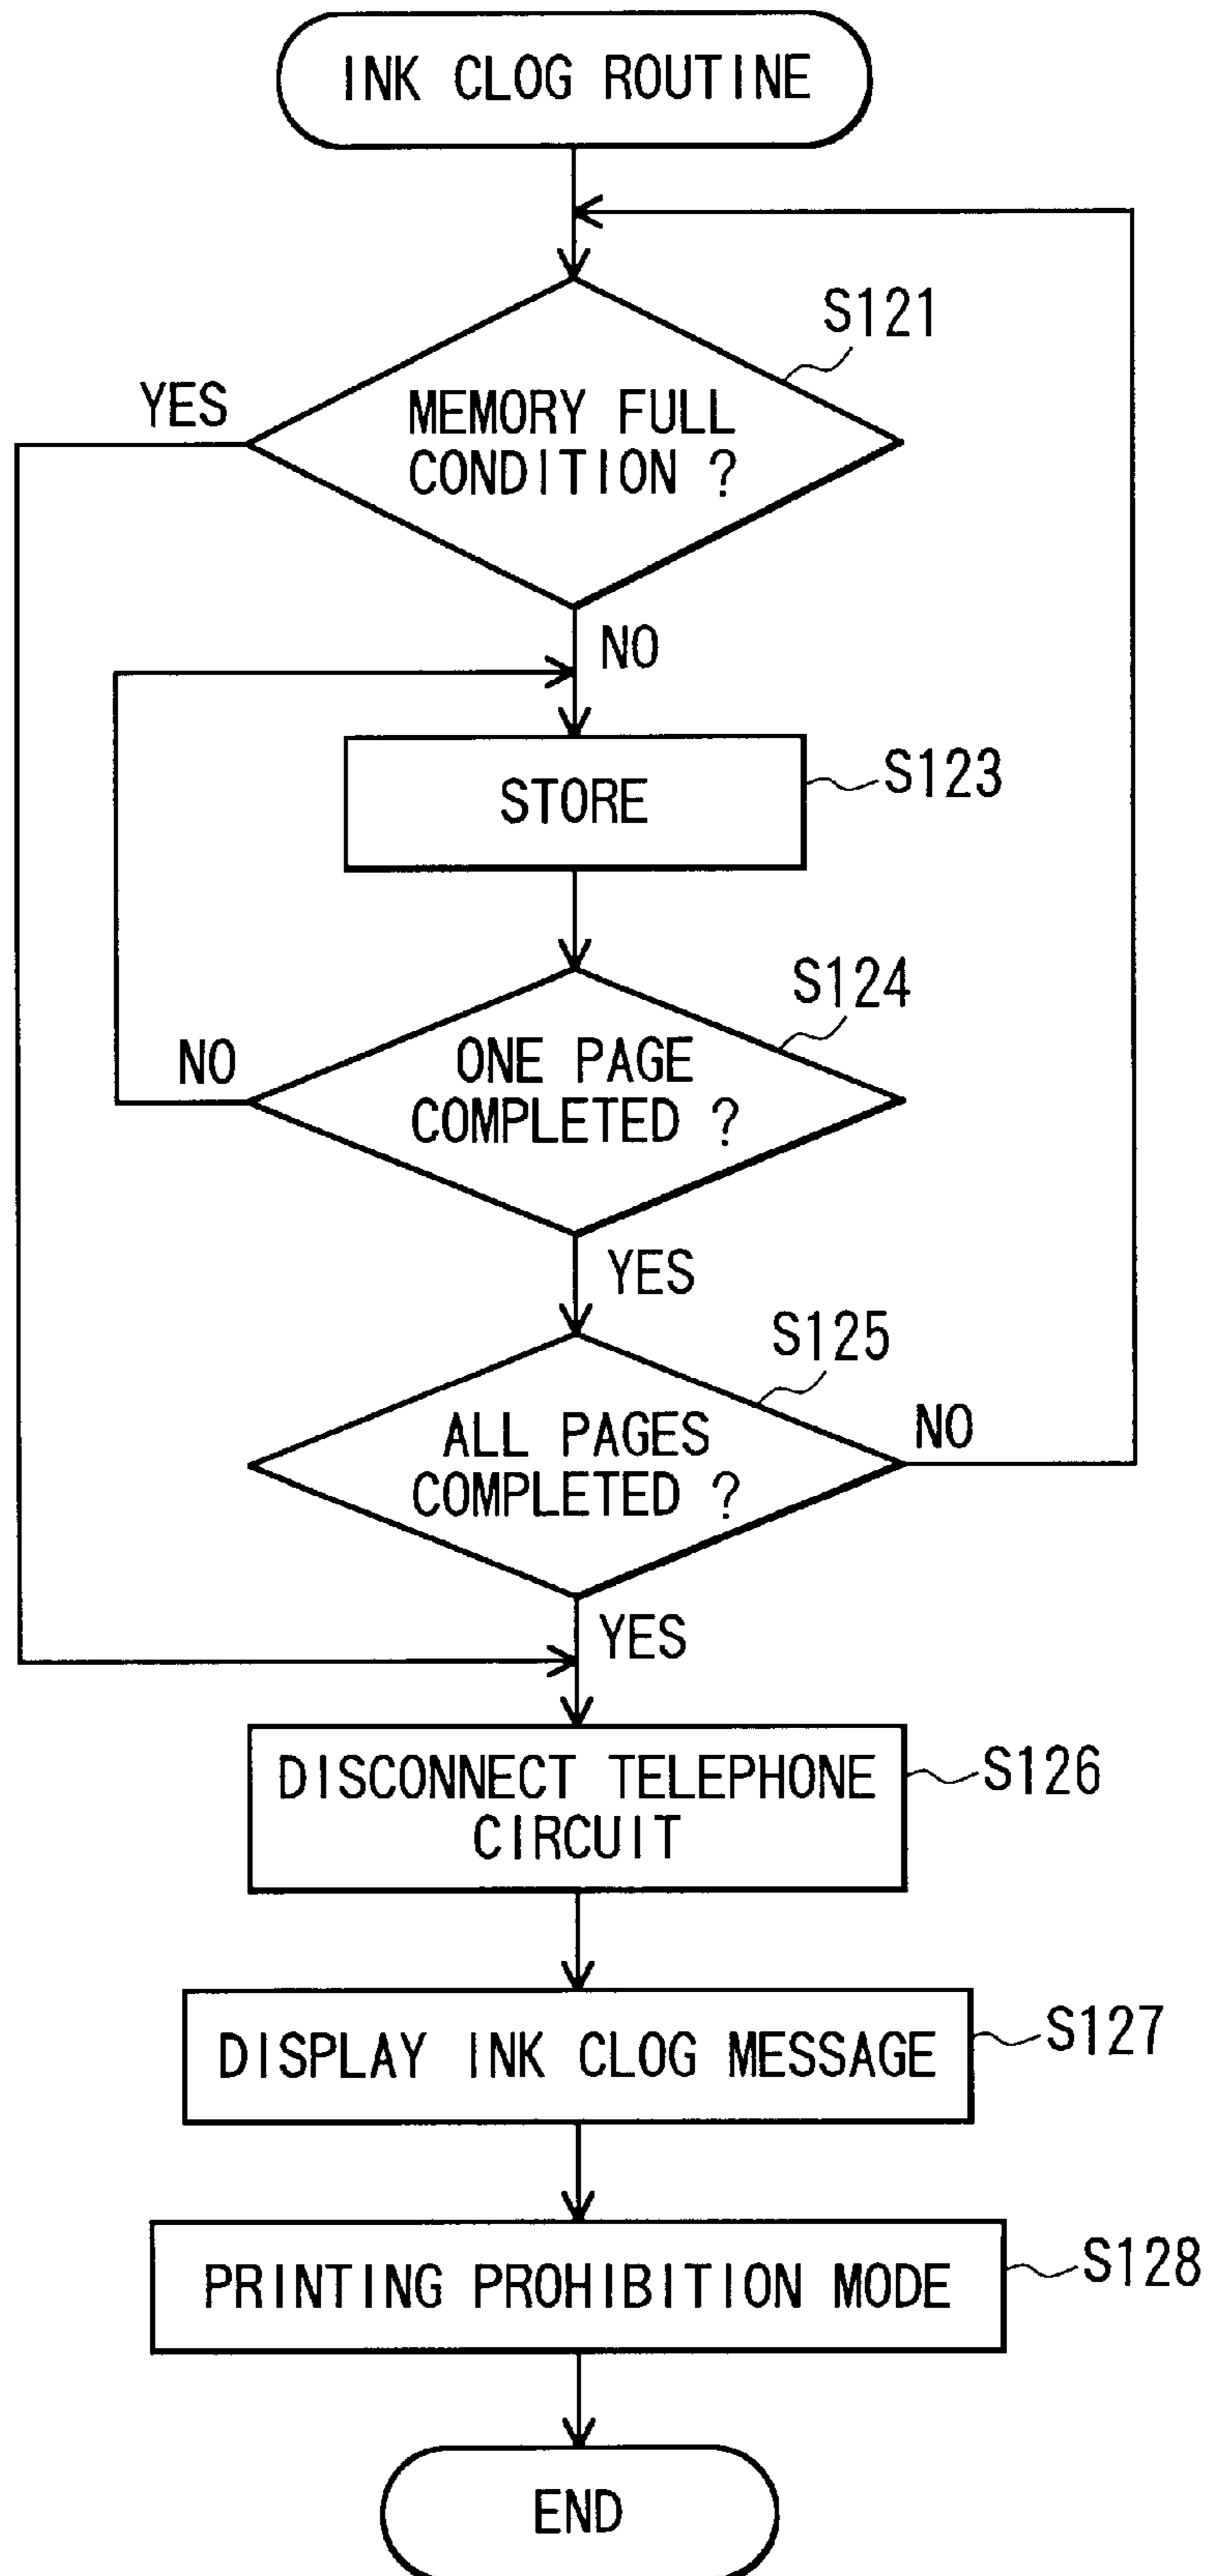 INK CLOG ROUTINE
S121
YES
MEMORY FULL
CONDITION ?
NO
STORE
S123
S124
NO
ONE PAGE
COMPLETED ?
YES
S125
ALL PAGES
COMPLETED ?
NO
YES
DISCONNECT TELEPHONE
CIRCUIT
S126
DISPLAY INK CLOG MESSAGE
S127
PRINTING PROHIBITION MODE
S128
END